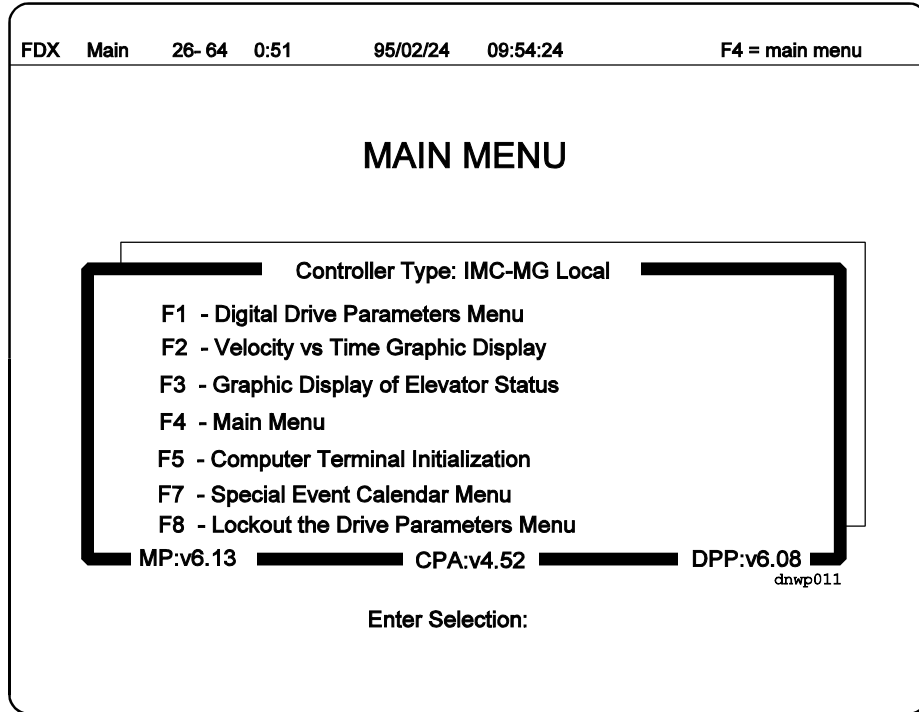 FDX Main 26- 64 0:51 95/02/24 09:54:24 F4 = main menu
MAIN MENU
Controller Type: IMC-MG Local
F1 - Digital Drive Parameters Menu
F2 - Velocity vs Time Graphic Display
F3 - Graphic Display of Elevator Status
F4 - Main Menu
F5 - Computer Terminal Initialization
F7 - Special Event Calendar Menu
F8 - Lockout the Drive Parameters Menu
MP:v6.13 CPA:v4.52 DPP:v6.08
dnwp011
Enter Selection: